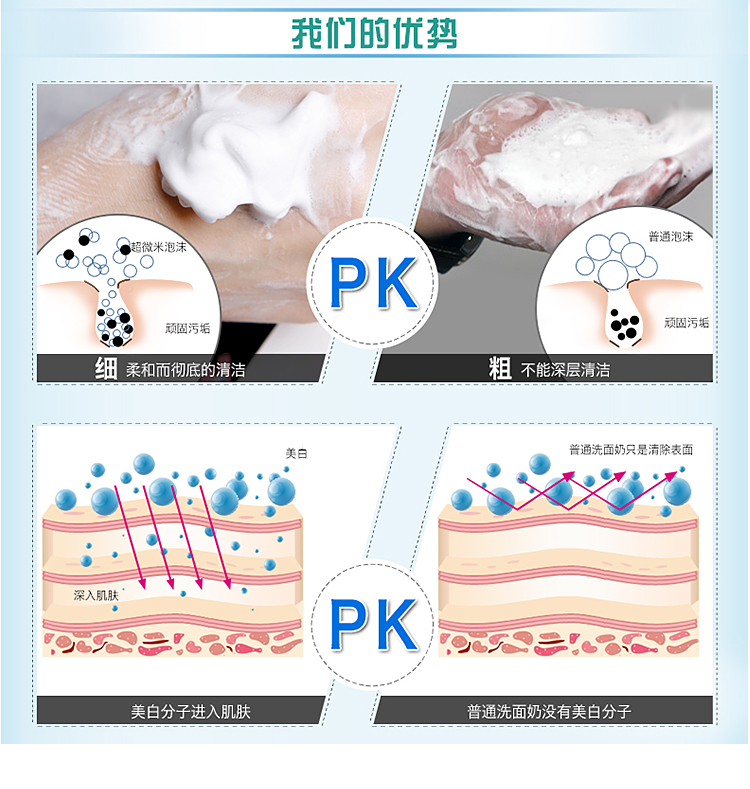 我们的优势
超微米泡沫
顽固污垢
细 柔和而彻底的清洁
PK
普通泡沫
顽固污垢
粗 不能深层清洁
美白
深入肌肤
美白分子进入肌肤
PK
普通洗面奶只是清除表面
普通洗面奶没有美白分子